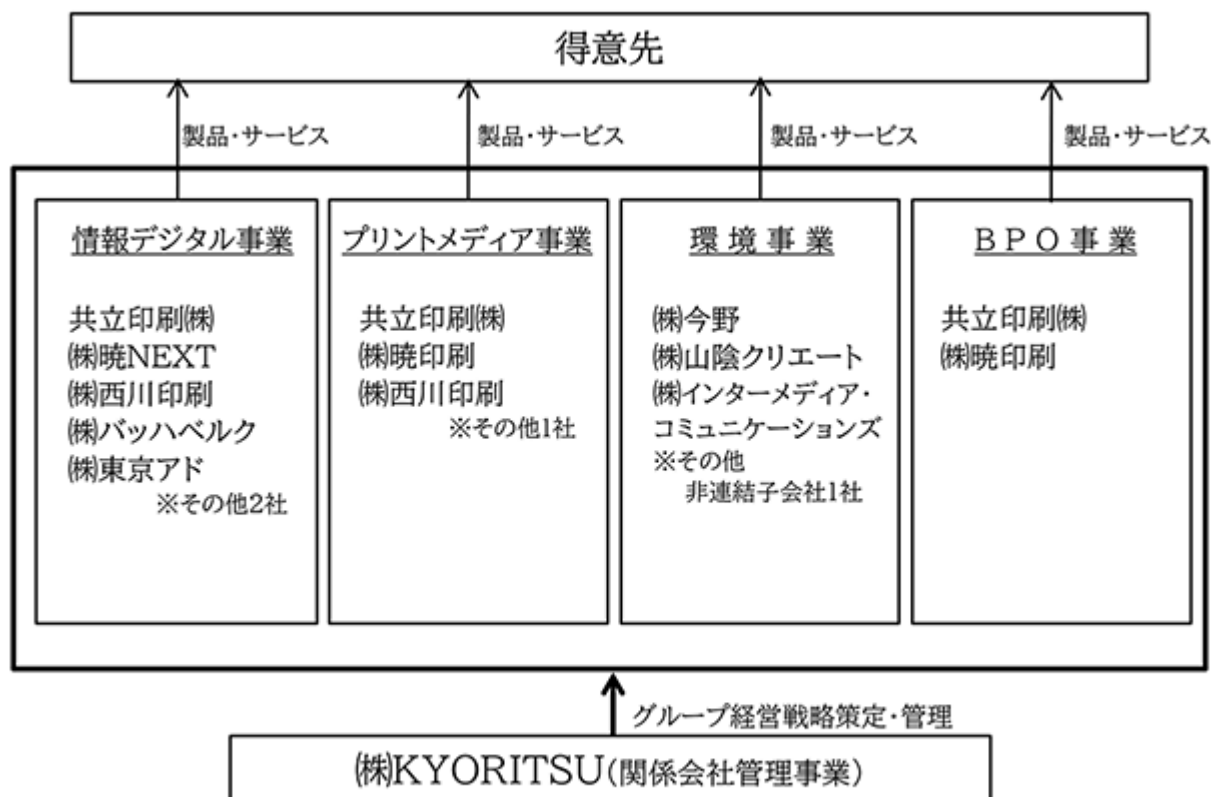 得意先
製品・サービス
製品・サービス
製品・サービス
製品・サービス
情報デジタル事業
共立印刷㈱
㈱暁NEXT
㈱西川印刷
㈱バッハベルク
㈱東京アド
※その他2社
プリントメディア事業
共立印刷㈱
㈱暁印刷
㈱西川印刷
※その他1社
環境事業
㈱今野
㈱山陰クリエート
㈱インターメディア・
コミュニケーションズ
※その他
非連結子会社1社
BPO事業
共立印刷㈱
㈱暁印刷
グループ経営戦略策定・管理
㈱KYORITSU(関係会社管理事業)